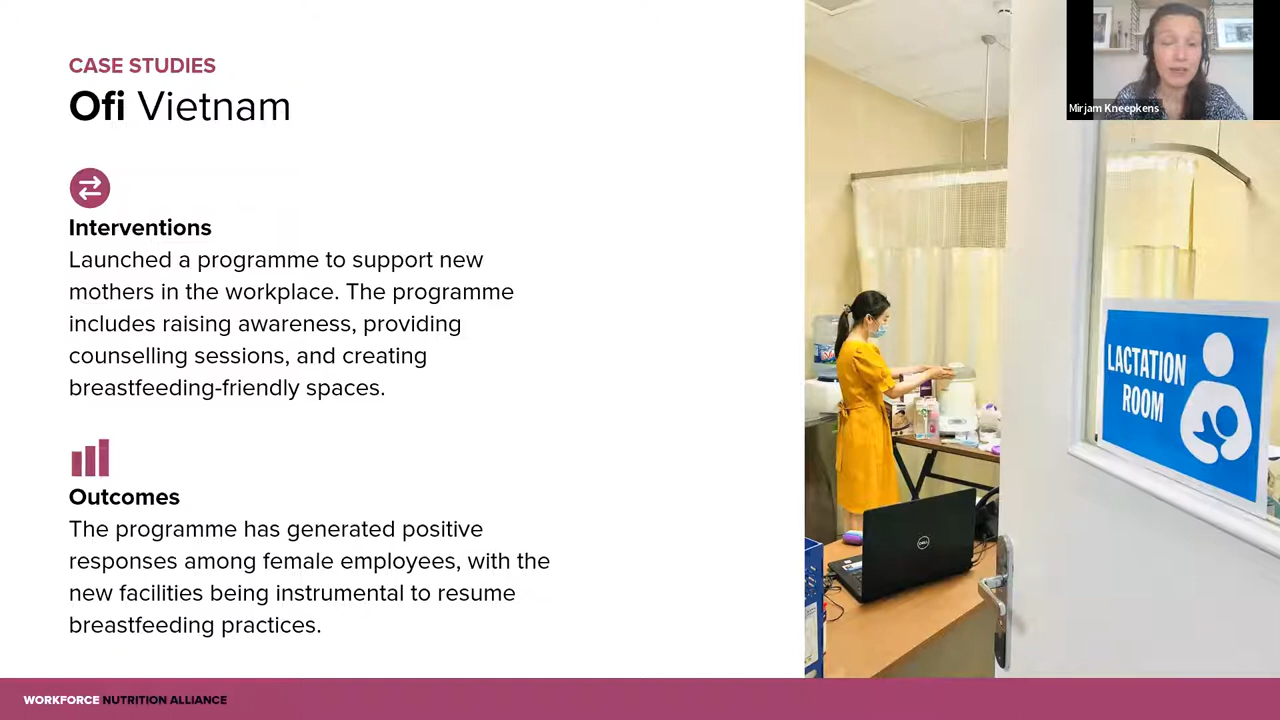 CASE STUDIES
Ofi Vietnam
Interventions
Launched a programme to support new
mothers in the workplace. The programme
includes raising awareness, providing
counselling sessions, and creating
breastfeeding-friendly spaces.
Outcomes
The programme has generated positive
responses among female employees, with the
new facilities being instrumental to resume
breastfeeding practices.
WORKFORCE NUTRITION ALLIANCE
Mirjam Kneepkens
LACTATION
ROOM
DELL